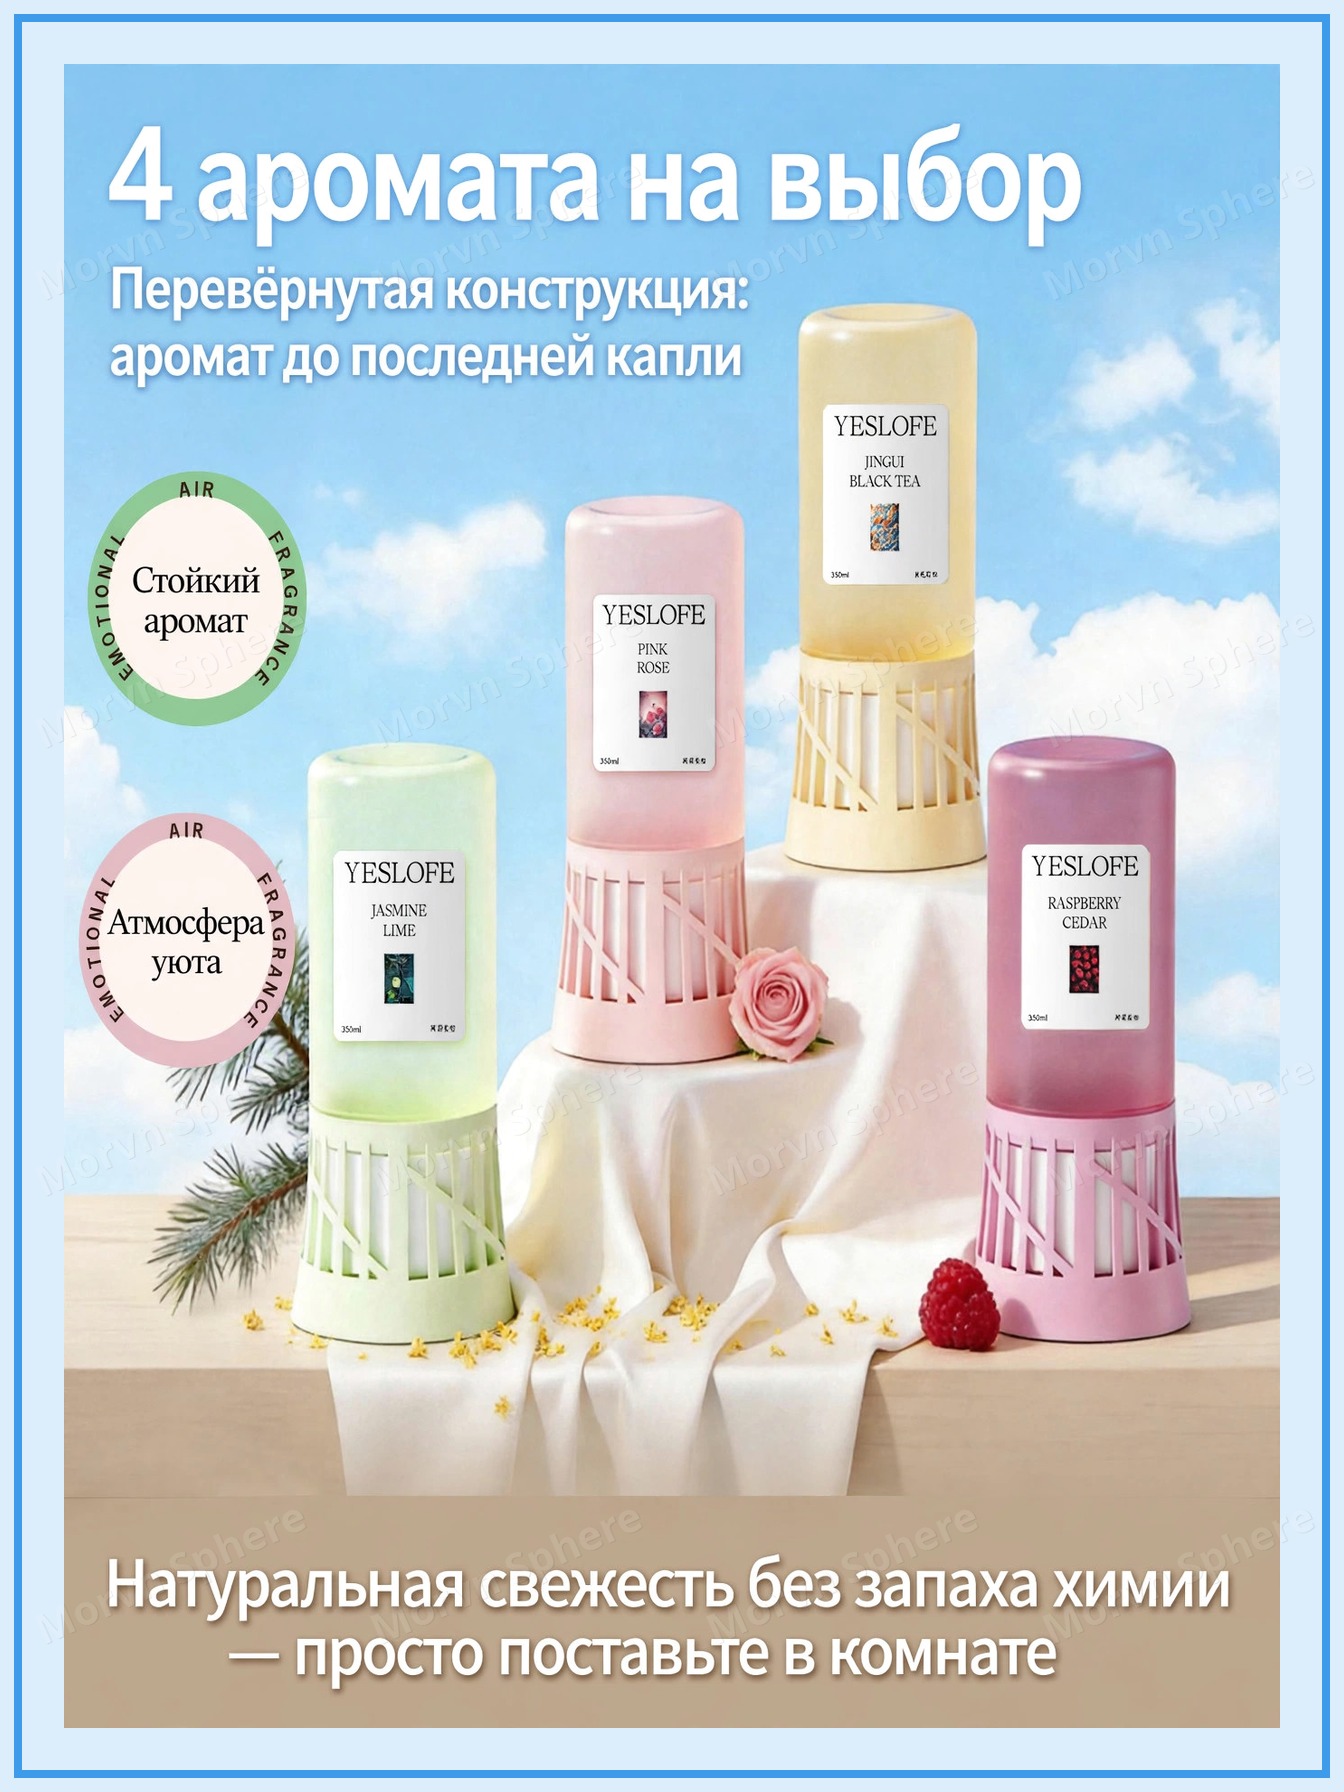 4 аромата на выбор
Перевёрнутая конструкция:
аромат до последней капли
YESLOFE
JINGUI
BLACK TEA
350ml
AIR
EMOTIONAL
FRAGRANCE
Стойкий
аромат
YESLOFE
PINK
ROSE
350ml
AIR
EMOTIONAL
FRAGRANCE
Атмосфера
уюта
YESLOFE
JASMINE
LIME
350ml
YESLOFE
RASPBERRY
CEDAR
350ml
Натуральная свежесть без запаха химии
— просто поставьте в комнате
Morvn Sphere